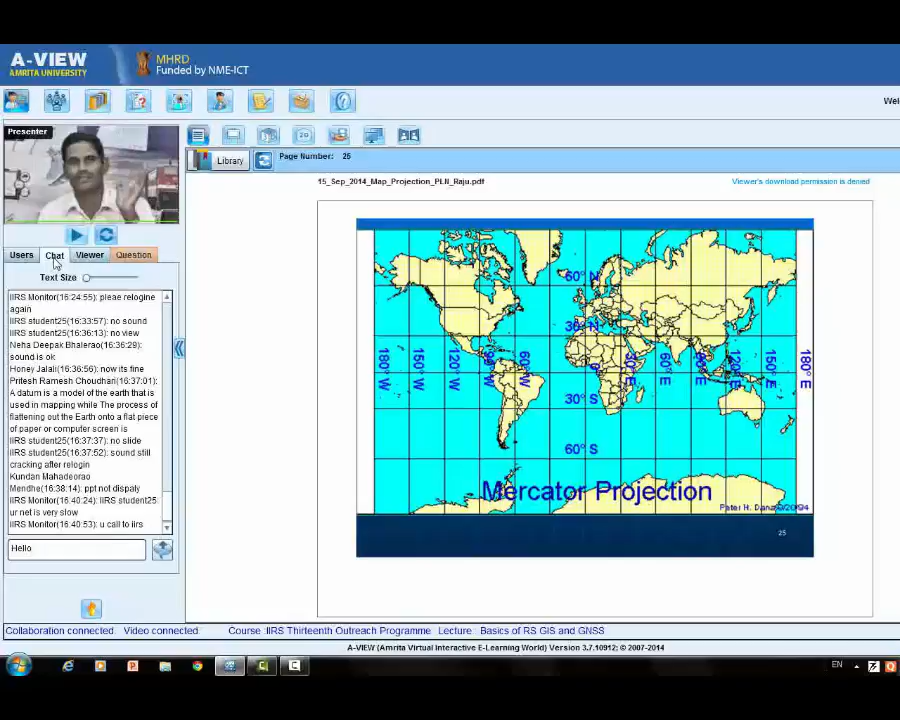 A-VIEW
AMRITA UNIVERSITY
MHRD
Funded by NME-ICT
Wel
Presenter
Library
Page Number: 25
15_Sep_2014_Map_Projection_PLN_Raju.pdf
Viewer's download permission is denied
Users
Chat
Viewer
Question
Text Size
IIRS Monitor(16:24:55): pleae relogine
again
IIRS student25(16:33:57): no sound
IIRS student25(16:36:13): no view
Neha Deepak Bhalerao(16:36:29):
sound is ok
Honey Jalali(16:36:56): now its fine
Pritesh Ramesh Choudhari(16:37:01):
A datum is a model of the earth that is
used in mapping while The process of
flattening out the Earth onto a flat piece
of paper or computer screen is
IIRS student25(16:37:37): no slide
IIRS student25(16:37:52): sound still
cracking after relogin
Kundan Mahadeorao
Mendhe(16:38:14): ppt not dispaly
IIRS Monitor(16:40:24): IIRS student25:
ur net is very slow
IIRS Monitor(16:40:53): u call to iirs
Hello
60° N
30° N
180° W
150° W
120° W
90° W
60° W
0°
30° E
60° E
120° E
150° E
180° E
30° S
60° S
Mercator Projection
Peter H. Dana
25
Collaboration connected. Video connected. Course :IIRS Thirteenth Outreach Programme Lecture : Basics of RS GIS and GNSS
A-VIEW (Amrita Virtual Interactive E-Learning World) Version 3.7.10912; © 2007-2014
EN